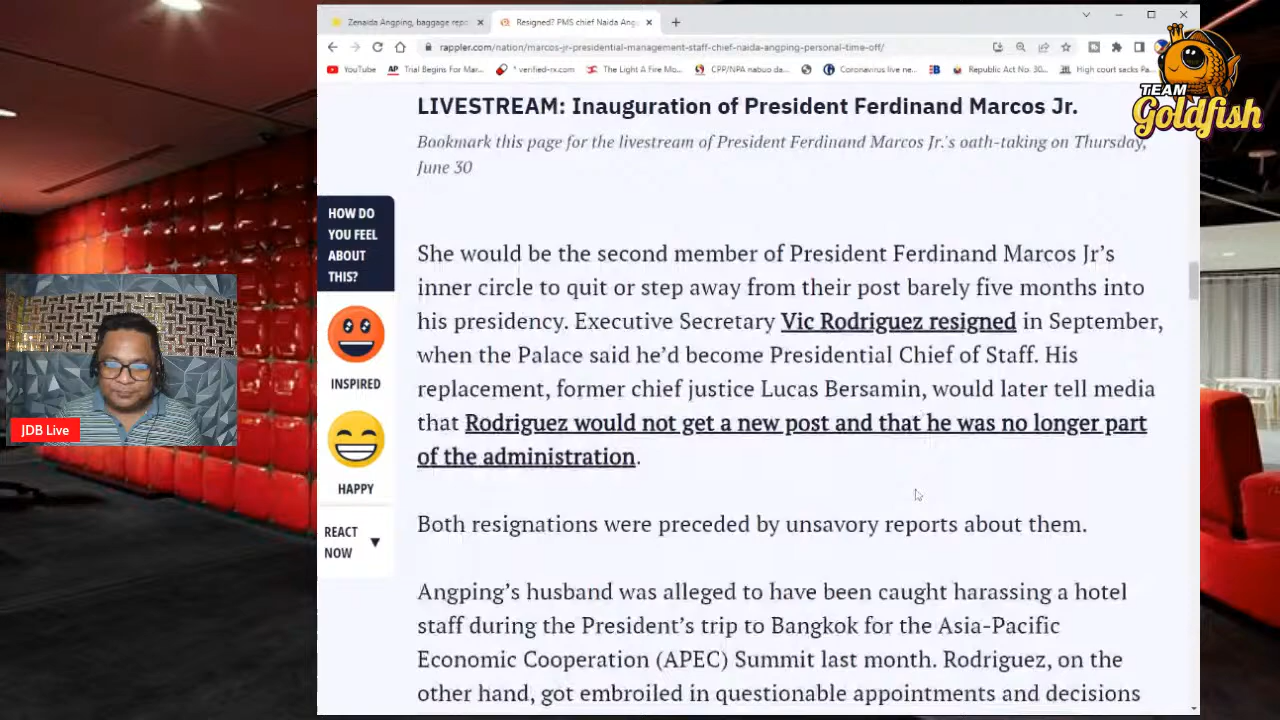 Zenaida Angping, baggage repo
Resigned? PMS chief Naida Ang
rappler.com/nation/marcos-jr-presidential-management-staff-chief-naida-angping-personal-time-off/
YouTube
Trial Begins For Mar...
* verified-rx.com
The Light A Fire Mo...
CPP/NPA nabuo da...
Coronavirus live ne...
Republict Act No. 30...
High court sacks Pa
TEAM
Goldfish
LIVESTREAM: Inauguration of President Ferdinand Marcos Jr.
Bookmark this page for the livestream of President Ferdinand Marcos Jr.'s oath-taking on Thursday,
June 30
HOW DO
YOU FEEL
ABOUT
THIS?
INSPIRED
HAPPY
REACT
NOW
She would be the second member of President Ferdinand Marcos Jr's
inner circle to quit or step away from their post barely five months into
his presidency. Executive Secretary Vic Rodriguez resigned in September,
when the Palace said he'd become Presidential Chief of Staff. His
replacement, former chief justice Lucas Bersamin, would later tell media
that Rodriguez would not get a new post and that he was no longer part
of the administration.
Both resignations were preceded by unsavory reports about them.
Angping's husband was alleged to have been caught harassing a hotel
staff during the President's trip to Bangkok for the Asia-Pacific
Economic Cooperation (APEC) Summit last month. Rodriguez, on the
other hand, got embroiled in questionable appointments and decisions
JDB Live